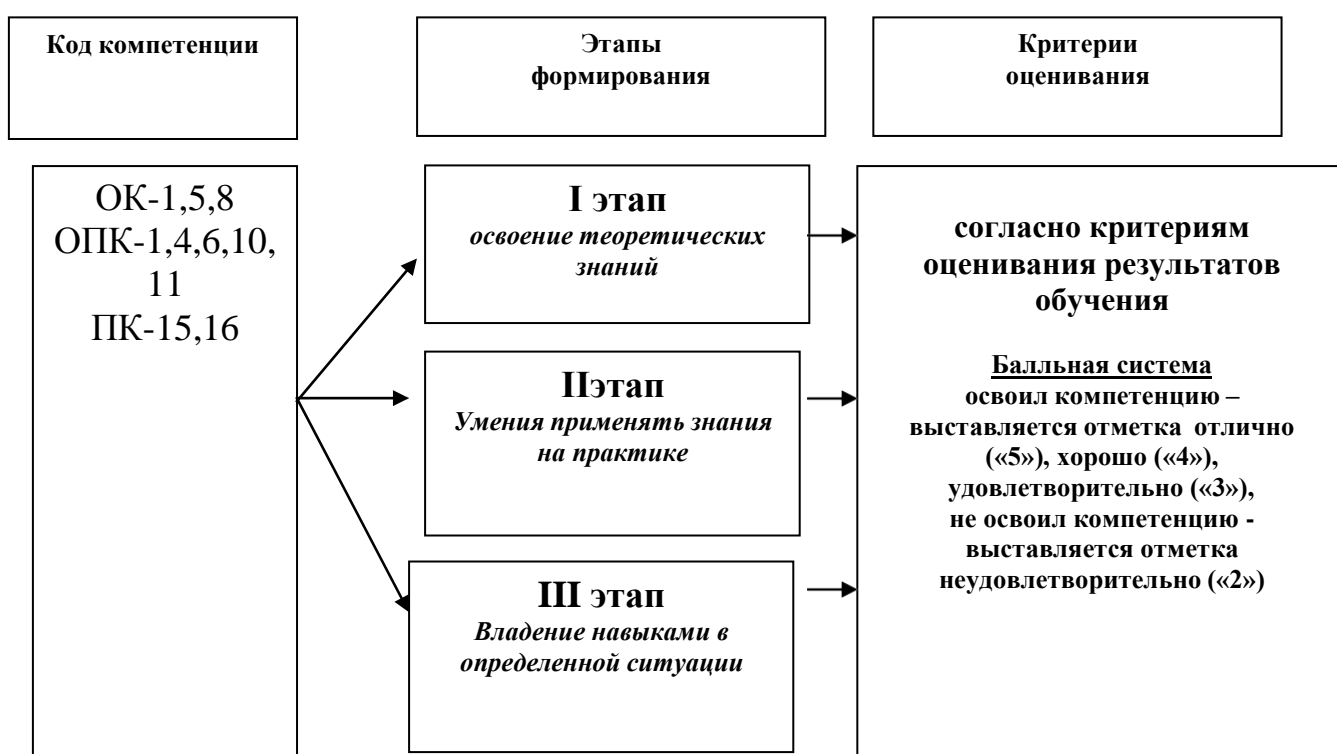 Код компетенции
Этапы
формирования
Критерии
оценивания
ОК-1,5,8
ОПК-1,4,6,10,
11
ПК-15,16
I этап
освоение теоретических
знаний
IIэтап
Умения применять знания
на практике
III этап
Владение навыками в
определенной ситуации
согласно критериям
оценивания результатов
обучения
Балльная система
освоил компетенцию –
выставляется отметка отлично
(«5»), хорошо («4»),
удовлетворительно («3»),
не освоил компетенцию -
выставляется отметка
неудовлетворительно («2»)